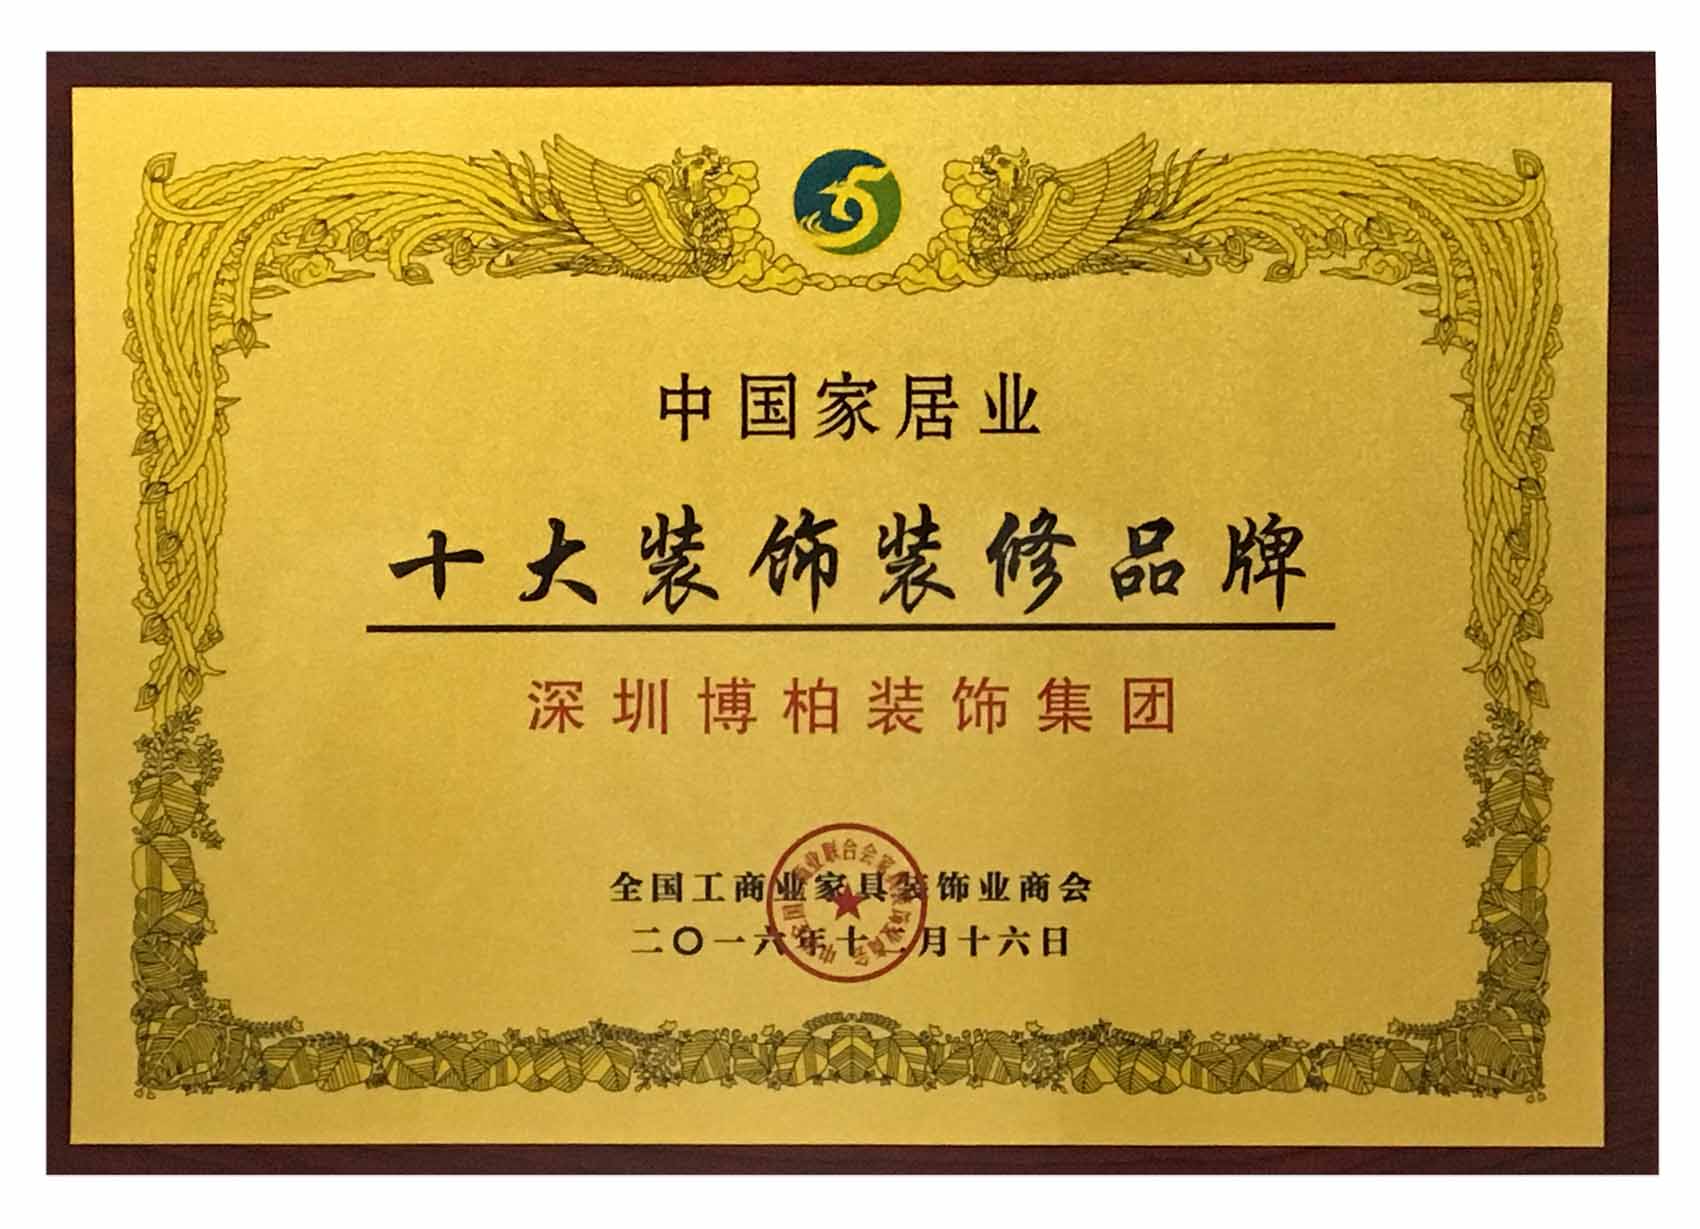 中国家居业
十大装饰装修品牌
深圳博柏装饰集团
全国工商业家具装饰业商会
二〇一六年十二月十六日